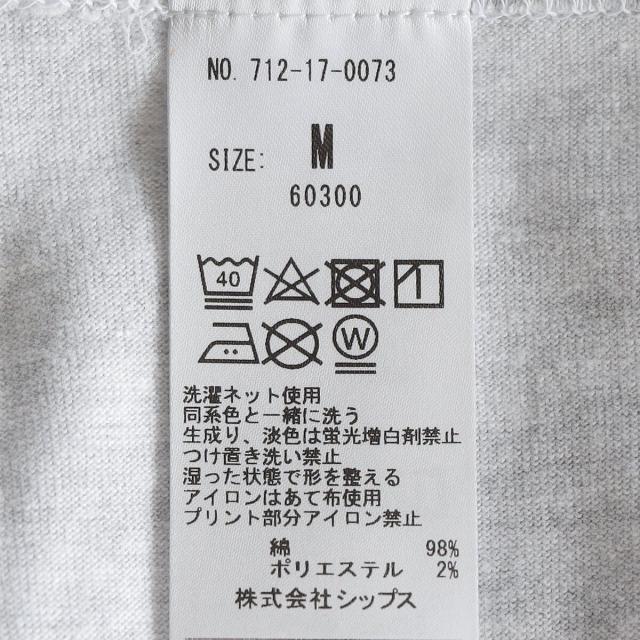 NO. 712-17-0073
SIZE: M
60300
40
W
洗濯ネット使用
同系色と一緒に洗う
生成り、淡色は蛍光増白剤禁止
つけ置き洗い禁止
湿った状態で形を整える
アイロンはあて布使用
プリント部分アイロン禁止
綿 98%
ポリエステル 2%
株式会社シップス